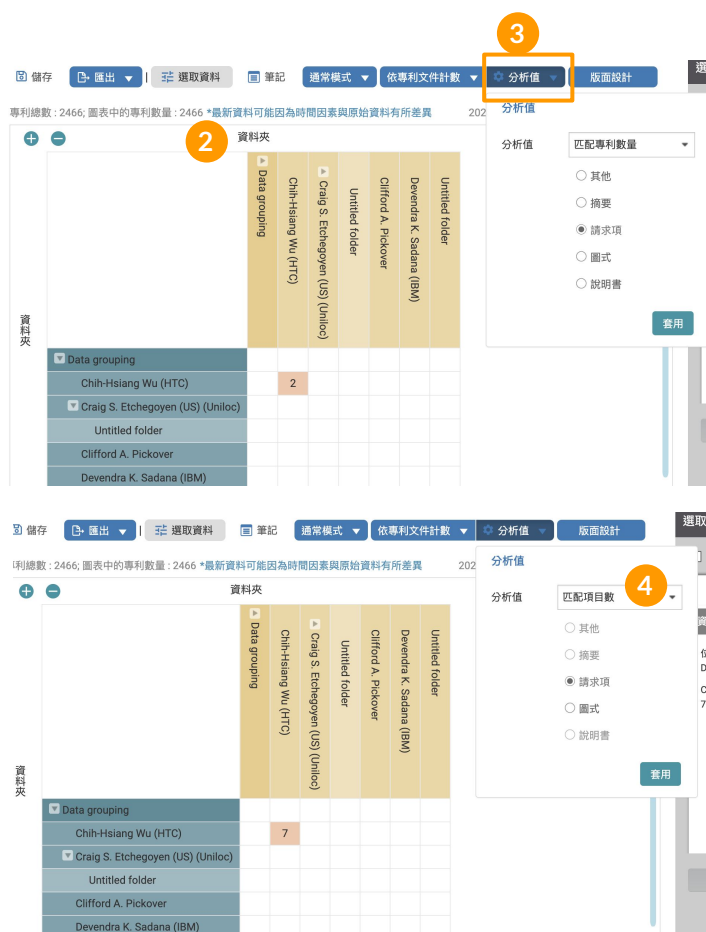 3
儲存
匯出
選取資料
筆記
通常模式
依專利文件計數
分析值
版面設計
選
專利總數 : 2466; 圖表中的專利數量 : 2466 *最新資料可能因為時間因素與原始資料有所差異
202
分析值
2
資料夾
分析值
匹配專利數量
其他
摘要
請求項
圖式
說明書
套用
Data grouping
Chih-Hsiang Wu (HTC)
Craig S. Etchegoyen (US) (Uniloc)
Untitled folder
Clifford A. Pickover
Devendra K. Sadana (IBM)
Untitled folder
資料夾
Data grouping
Chih-Hsiang Wu (HTC)
2
Craig S. Etchegoyen (US) (Uniloc)
Untitled folder
Clifford A. Pickover
Devendra K. Sadana (IBM)
儲存
匯出
選取資料
筆記
通常模式
依專利文件計數
分析值
版面設計
選取
利總數 : 2466; 圖表中的專利數量 : 2466 *最新資料可能因為時間因素與原始資料有所差異
202
分析值
資料夾
分析值
匹配項目數
4
其他
摘要
請求項
圖式
說明書
套用
Data grouping
Chih-Hsiang Wu (HTC)
Craig S. Etchegoyen (US) (Uniloc)
Untitled folder
Clifford A. Pickover
Devendra K. Sadana (IBM)
Untitled folder
資料夾
Data grouping
Chih-Hsiang Wu (HTC)
7
Craig S. Etchegoyen (US) (Uniloc)
Untitled folder
Clifford A. Pickover
Devendra K. Sadana (IBM)